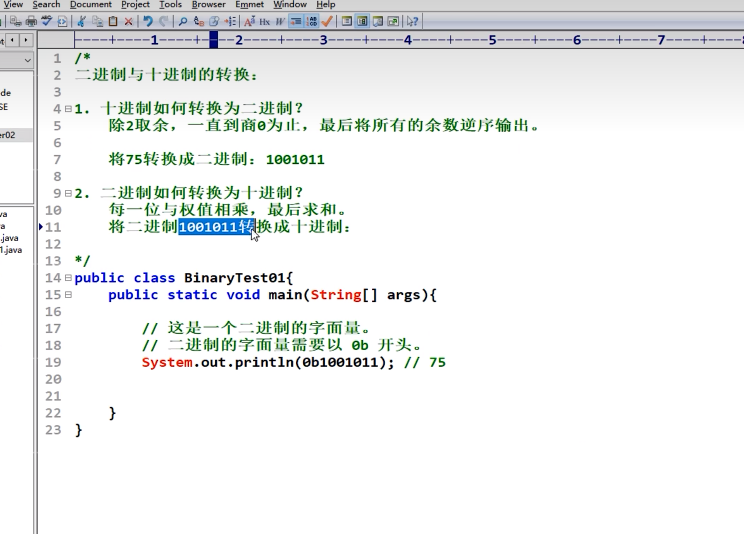 View Search Document Project Tools Browser Emmet Window Help
----+----1----+----2----+----3----+----4----+----5----+----6----+----7----+----8
de
SE
er02
va
a
.java
1.java
1 /*
2 二进制与十进制的转换：
3
4 1. 十进制如何转换为二进制？
5 除2取余，一直到商0为止，最后将所有的余数逆序输出。
6
7 将75转换成二进制：1001011
8
9 2. 二进制如何转换为十进制？
10 每一位与权值相乘，最后求和。
11 将二进制1001011转换成十进制：
12
13 */
14 public class BinaryTest01{
15 public static void main(String[] args){
16
17 // 这是一个二进制的字面量。
18 // 二进制的字面量需要以 0b 开头。
19 System.out.println(0b1001011); // 75
20
21
22 }
23 }